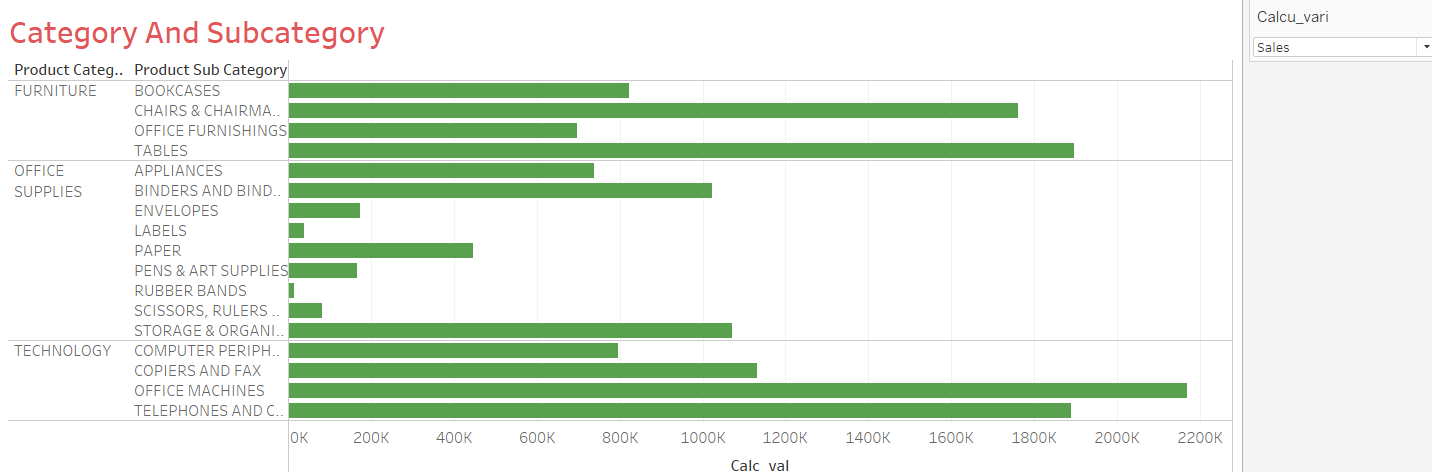 Category And Subcategory
Calcu_vari
Sales
Product Categ.. Product Sub Category
FURNITURE BOOKCASES
CHAIRS & CHAIRMA..
OFFICE FURNISHINGS
TABLES
OFFICE SUPPLIES APPLIANCES
BINDERS AND BIND..
ENVELOPES
LABELS
PAPER
PENS & ART SUPPLIES
RUBBER BANDS
SCISSORS, RULERS ..
STORAGE & ORGANI..
TECHNOLOGY COMPUTER PERIPH..
COPIERS AND FAX
OFFICE MACHINES
TELEPHONES AND C..
0K 200K 400K 600K 800K 1000K 1200K 1400K 1600K 1800K 2000K 2200K
Calc_val